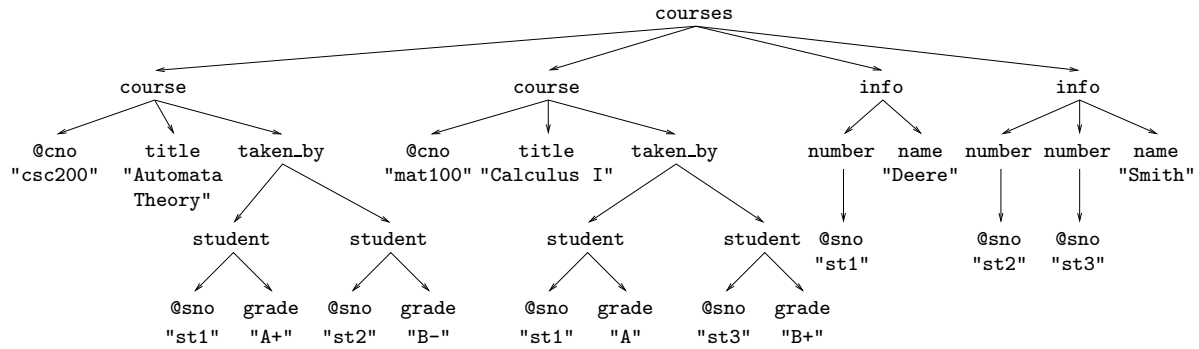 courses
course course info info
@cno title taken_by @cno title taken_by number name number number name
"csc200" "Automata "mat100" "Calculus I" "Deere" "Smith"
Theory"
student student student student @sno @sno @sno
"st1" "st2" "st3"
@sno grade @sno grade @sno grade @sno grade
"st1" "A+" "st2" "B-" "st1" "A" "st3" "B+"